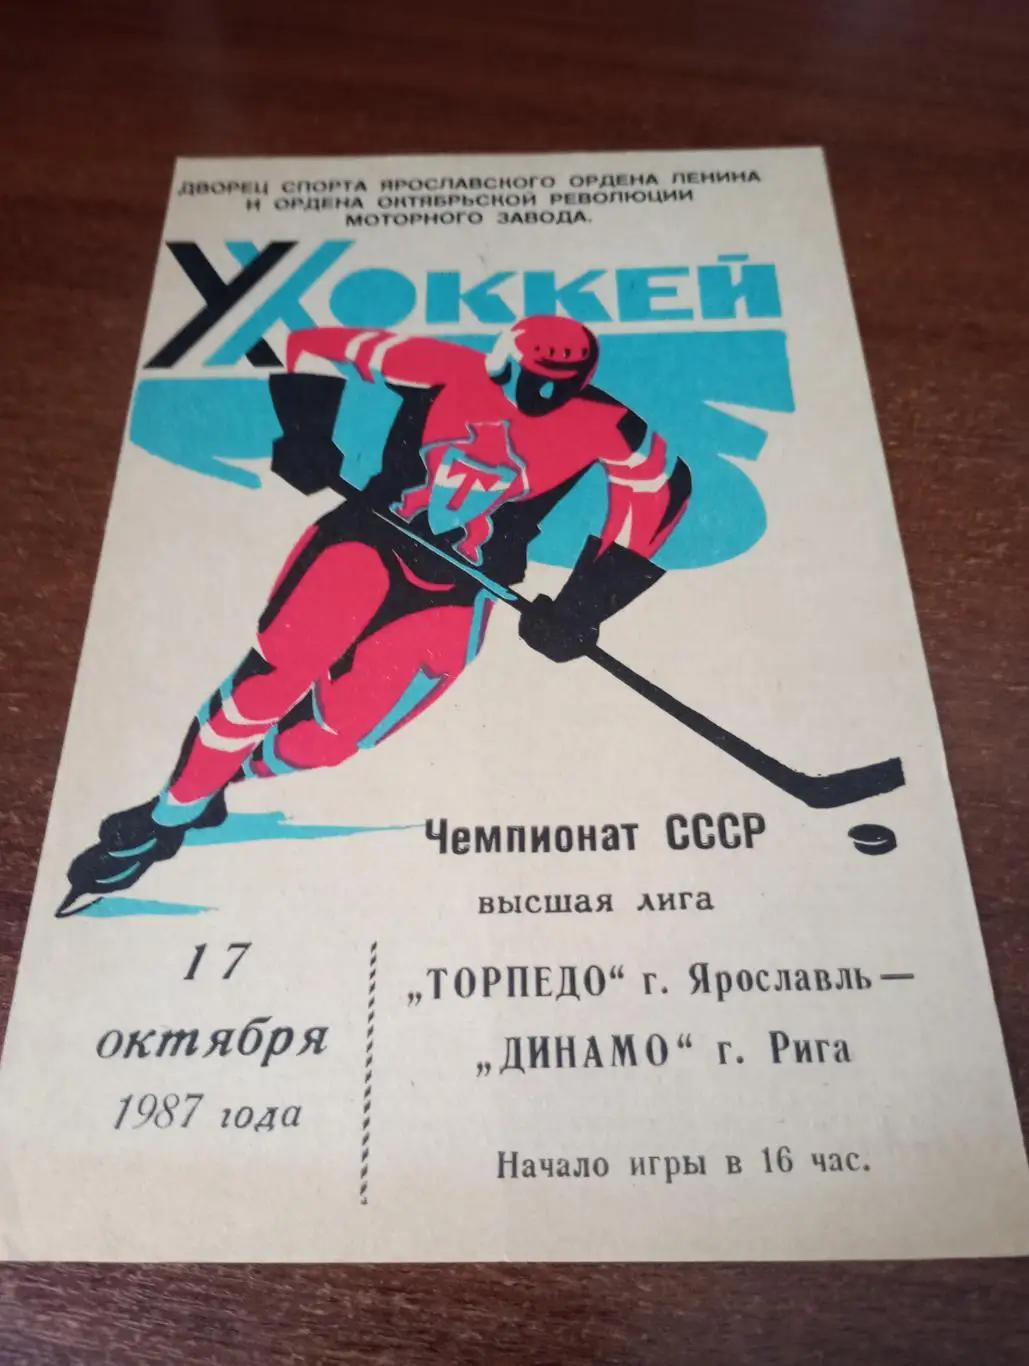 ДВОРЕЦ СПОРТА ЯРОСЛАВСКОГО ОРДЕНА ЛЕНИНА
И ОРДЕНА ОКТЯБРЬСКОЙ РЕВОЛЮЦИИ
МОТОРНОГО ЗАВОДА.
ХОККЕЙ
Т
Чемпионат СССР
высшая лига
17
октября
1987 года
„ТОРПЕДО“ г. Ярославль —
„ДИНАМО“ г. Рига
Начало игры в 16 час.